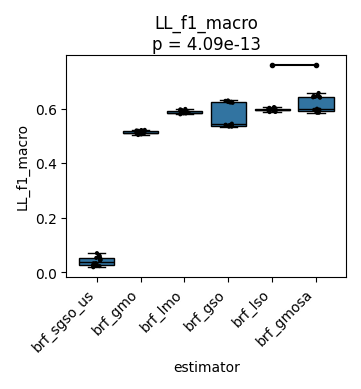 LL_f1_macro
p = 4.09e-13
LL_f1_macro
0.6
0.4
0.2
0.0
brf_sgso_us
brf_gmo
brf_lmo
brf_gso
brf_lso
brf_gmosa
estimator